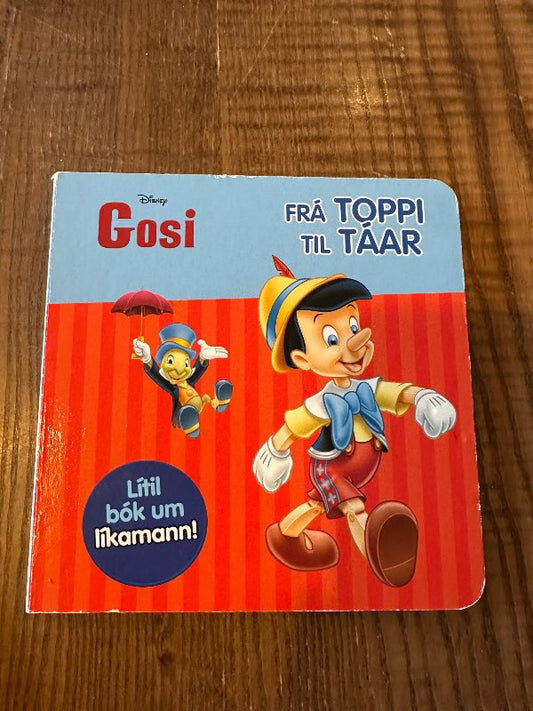 Disney
Gosi
FRÁ TOPPI
TIL TÁAR
Lítil
bók um
líkamann!